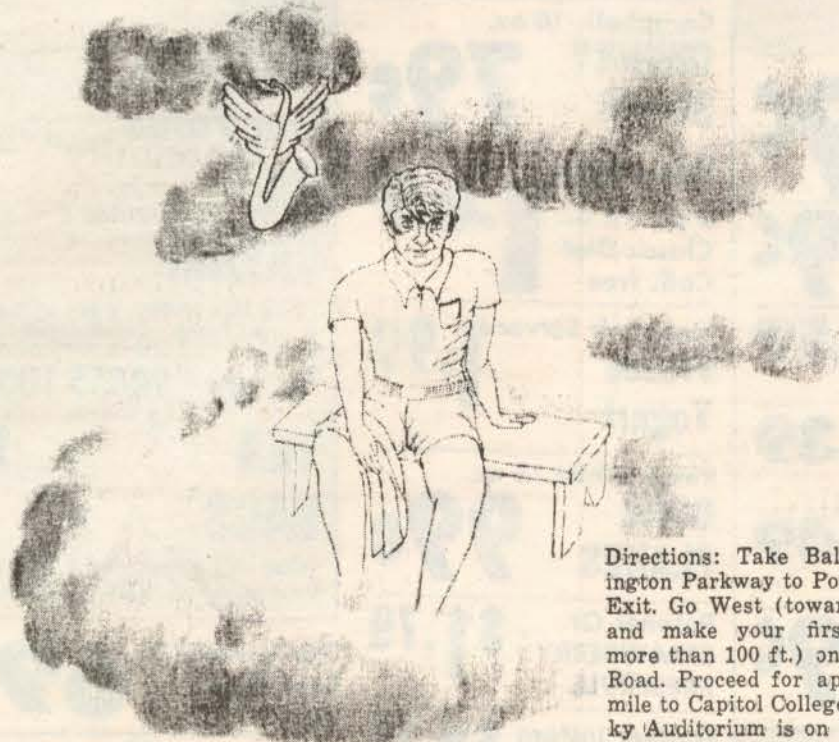 Directions: Take Bal
ington Parkway to Po
Exit. Go West (towar
and make your firs
more than 100 ft.) on
Road. Proceed for ap
mile to Capitol College
ky Auditorium is on